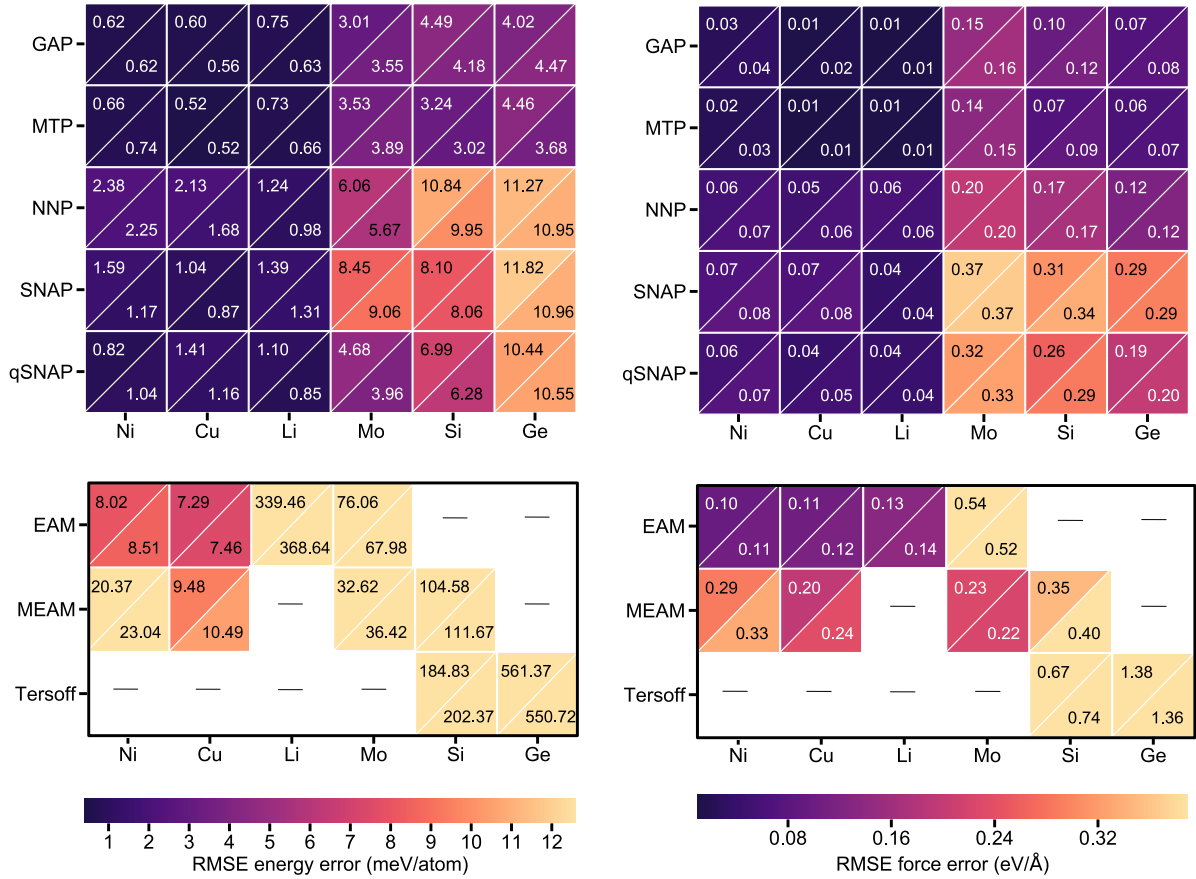 GAP 0.62 0.60 0.75 3.01 4.49 4.02
0.62 0.56 0.63 3.55 4.18 4.47
MTP 0.66 0.52 0.73 3.53 3.24 4.46
0.74 0.52 0.66 3.89 3.02 3.68
NNP 2.38 2.13 1.24 6.06 10.84 11.27
2.25 1.68 0.98 5.67 9.95 10.95
SNAP 1.59 1.04 1.39 8.45 8.10 11.82
1.17 0.87 1.31 9.06 8.06 10.96
qSNAP 0.82 1.41 1.10 4.68 6.99 10.44
1.04 1.16 0.85 3.96 6.28 10.55
Ni Cu Li Mo Si Ge
GAP 0.03 0.01 0.01 0.15 0.10 0.07
0.04 0.02 0.01 0.16 0.12 0.08
MTP 0.02 0.01 0.01 0.14 0.07 0.06
0.03 0.01 0.01 0.15 0.09 0.07
NNP 0.06 0.05 0.06 0.20 0.17 0.12
0.07 0.06 0.06 0.20 0.17 0.12
SNAP 0.07 0.07 0.04 0.37 0.31 0.29
0.08 0.08 0.04 0.37 0.34 0.29
qSNAP 0.06 0.04 0.04 0.32 0.26 0.19
0.07 0.05 0.04 0.33 0.29 0.20
Ni Cu Li Mo Si Ge
EAM 8.02 7.29 339.46 76.06 — —
8.51 7.46 368.64 67.98
MEAM 20.37 9.48 — 32.62 104.58 —
23.04 10.49 36.42 111.67
Tersoff — — — — 184.83 561.37
202.37 550.72
Ni Cu Li Mo Si Ge
1 2 3 4 5 6 7 8 9 10 11 12
RMSE energy error (meV/atom)
EAM 0.10 0.11 0.13 0.54 — —
0.11 0.12 0.14 0.52
MEAM 0.29 0.20 — 0.23 0.35 —
0.33 0.24 0.22 0.40
Tersoff — — — — 0.67 1.38
0.74 1.36
Ni Cu Li Mo Si Ge
0.08 0.16 0.24 0.32
RMSE force error (eV/Å)